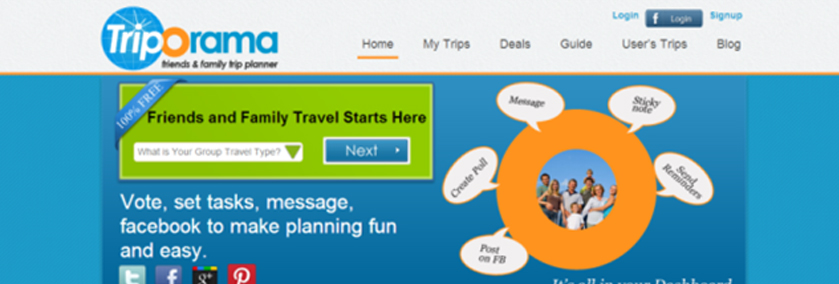 Login
f Login
Signup
TripOrama
friends & family trip planner
Home
My Trips
Deals
Guide
User's Trips
Blog
100% FREE
Friends and Family Travel Starts Here
What is Your Group Travel Type?
Next
Vote, set tasks, message,
facebook to make planning fun
and easy.
Message
Sticky
note
Create Poll
Send
Reminders
Post
on FB
It's all in your Dashboard